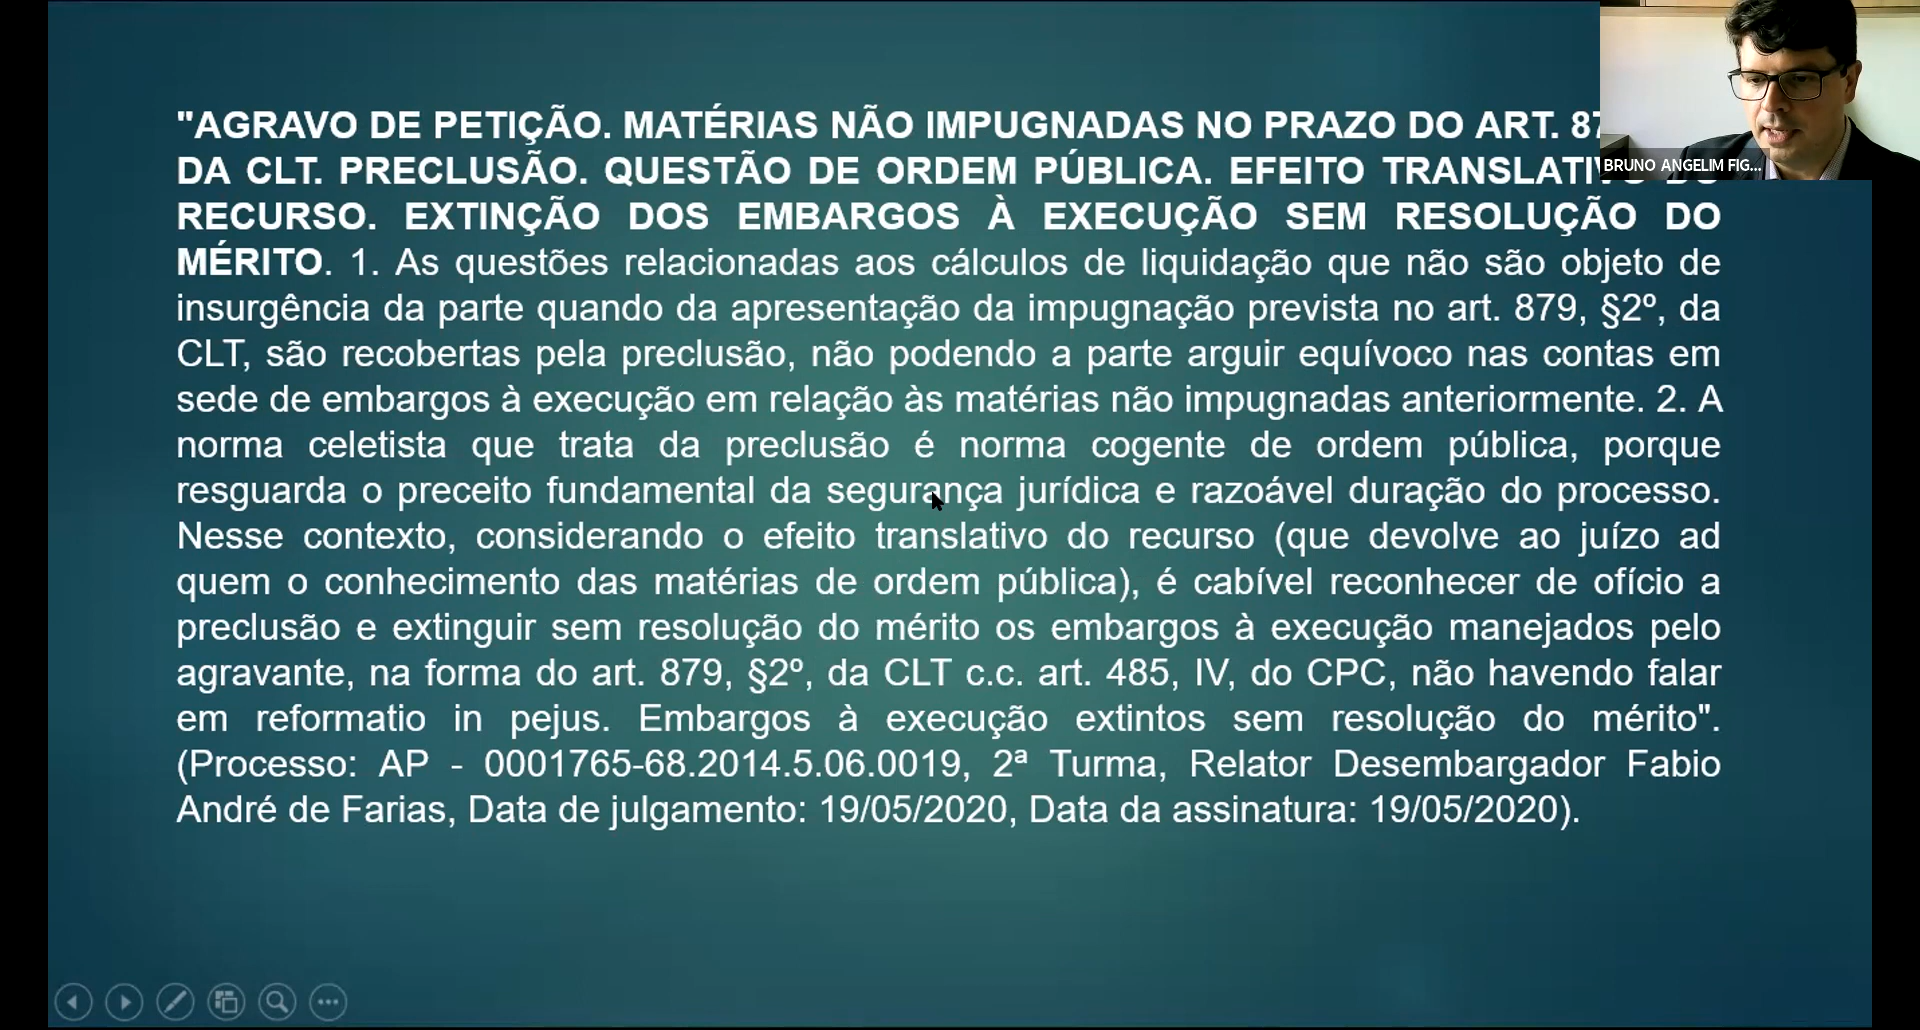 "AGRAVO DE PETIÇÃO. MATÉRIAS NÃO IMPUGNADAS NO PRAZO DO ART.
DA CLT. PRECLUSÃO. QUESTÃO DE ORDEM PÚBLICA. EFEITO
RECURSO. EXTINÇÃO DOS EMBARGOS À EXECUÇÃO SEM RESOLUÇÃO DO
MÉRITO. 1. As questões relacionadas aos cálculos de liquidação que não são objeto de
insurgência da parte quando da apresentação da impugnação prevista no art. 879, §2º, da
CLT, são recobertas pela preclusão, não podendo a parte arguir equívoco nas contas em
sede de embargos à execução em relação às matérias não impugnadas anteriormente. 2. A
norma celetista que trata da preclusão é norma cogente de ordem pública, porque
resguarda o preceito fundamental da segurança jurídica e razoável duração do processo.
Nesse contexto, considerando o efeito translativo do recurso (que devolve ao juízo ad
quem o conhecimento das matérias de ordem pública), é cabível reconhecer de ofício a
preclusão e extinguir sem resolução do mérito os embargos à execução manejados pelo
agravante, na forma do art. 879, §2º, da CLT c.c. art. 485, IV, do CPC, não havendo falar
em reformatio in pejus. Embargos à execução extintos sem resolução do mérito".
(Processo: AP - 0001765-68.2014.5.06.0019, 2ª Turma, Relator Desembargador Fabio
André de Farias, Data de julgamento: 19/05/2020, Data da assinatura: 19/05/2020).
BRUNO ANGELIM FIG...